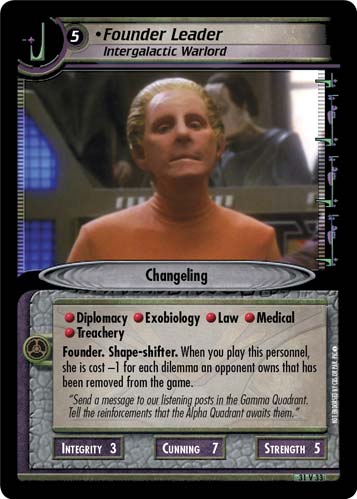 5
•Founder Leader
Intergalactic Warlord
Changeling
Diplomacy Exobiology Law Medical
Treachery
Founder. Shape-shifter. When you play this personnel,
she is cost –1 for each dilemma an opponent owns that has
been removed from the game.
“Send a message to our listening posts in the Gamma Quadrant.
Tell the reinforcements that the Alpha Quadrant awaits them.”
INTEGRITY 3 CUNNING 7 STRENGTH 5
31 V 13